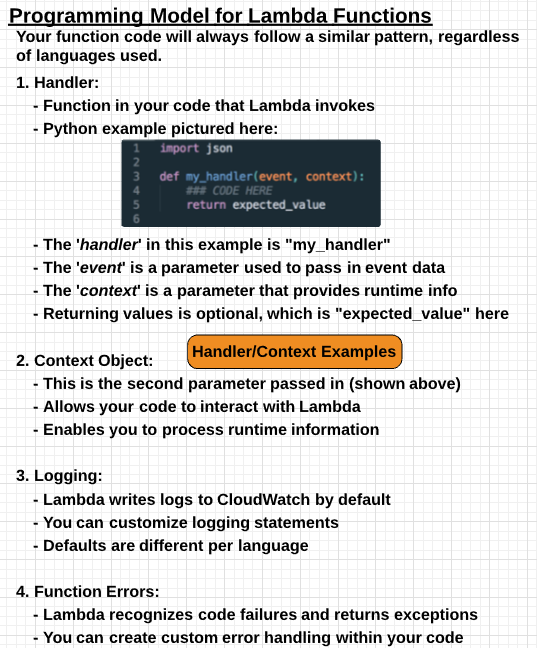 Programming Model for Lambda Functions
Your function code will always follow a similar pattern, regardless
of languages used.
1. Handler:
- Function in your code that Lambda invokes
- Python example pictured here:
1 import json
2
3 def my_handler(event, context):
4 ### CODE HERE
5 return expected_value
6
- The 'handler' in this example is "my_handler"
- The 'event' is a parameter used to pass in event data
- The 'context' is a parameter that provides runtime info
- Returning values is optional, which is "expected_value" here
Handler/Context Examples
2. Context Object:
- This is the second parameter passed in (shown above)
- Allows your code to interact with Lambda
- Enables you to process runtime information
3. Logging:
- Lambda writes logs to CloudWatch by default
- You can customize logging statements
- Defaults are different per language
4. Function Errors:
- Lambda recognizes code failures and returns exceptions
- You can create custom error handling within your code